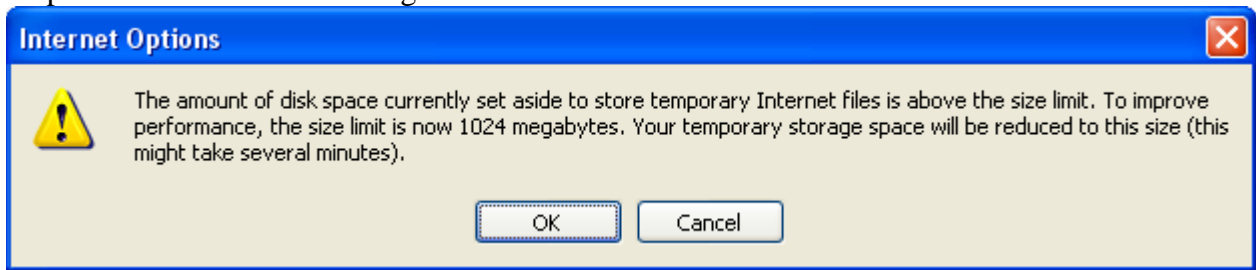 Internet Options
The amount of disk space currently set aside to store temporary Internet files is above the size limit. To improve
performance, the size limit is now 1024 megabytes. Your temporary storage space will be reduced to this size (this
might take several minutes).
OK Cancel